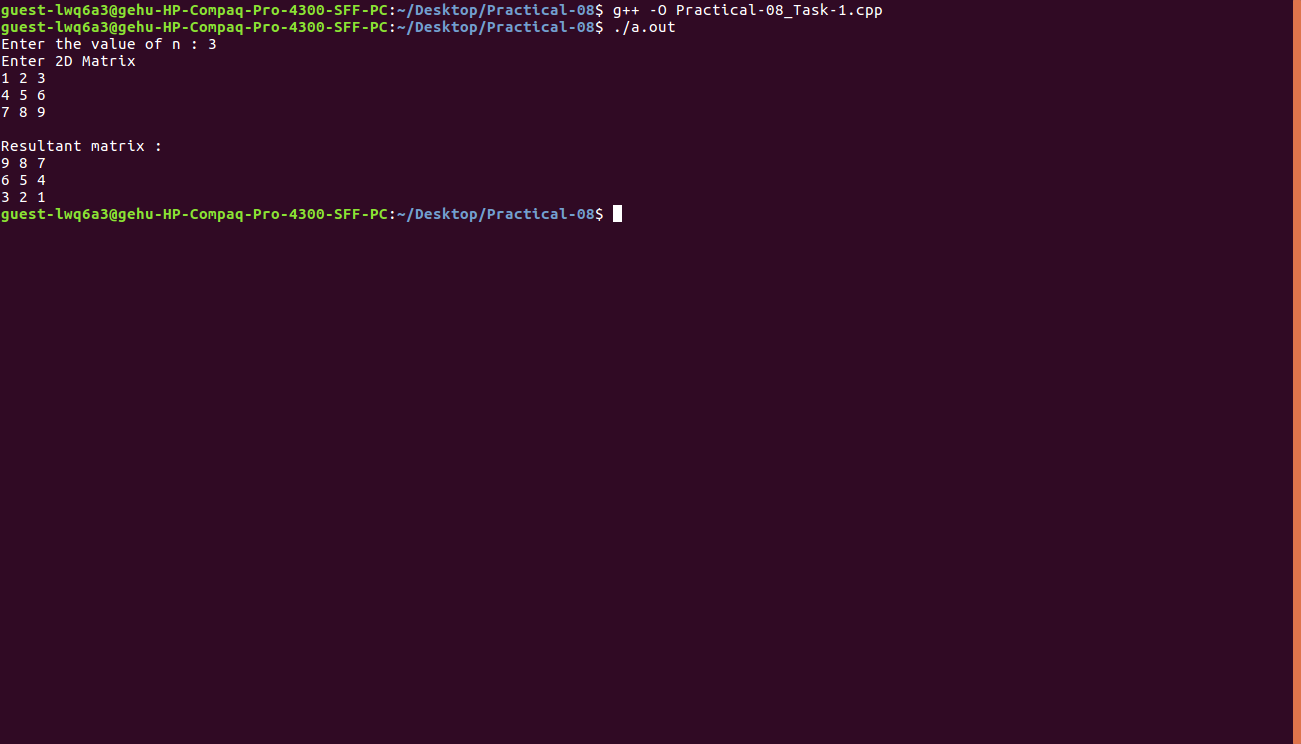 guest-lwq6a3@gehu-HP-Compaq-Pro-4300-SFF-PC:~/Desktop/Practical-08$ g++ -O Practical-08_Task-1.cpp
guest-lwq6a3@gehu-HP-Compaq-Pro-4300-SFF-PC:~/Desktop/Practical-08$ ./a.out
Enter the value of n : 3
Enter 2D Matrix
1 2 3
4 5 6
7 8 9
Resultant matrix :
9 8 7
6 5 4
3 2 1
guest-lwq6a3@gehu-HP-Compaq-Pro-4300-SFF-PC:~/Desktop/Practical-08$